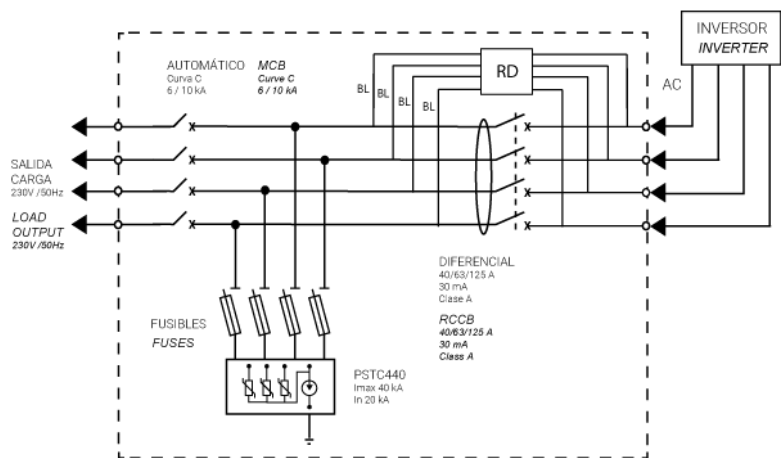 INVERSOR
INVERTER
AC
RD
BL
BL
BL
BL
AUTOMÁTICO
Curva C
6 / 10 kA
MCB
Curve C
6 / 10 kA
SALIDA
CARGA
230V /50Hz
LOAD
OUTPUT
230V /50Hz
DIFERENCIAL
40/63/125 A
30 mA
Clase A
RCCB
40/63/125 A
30 mA
Class A
FUSIBLES
FUSES
PSTC440
Imax 40 kA
In 20 kA